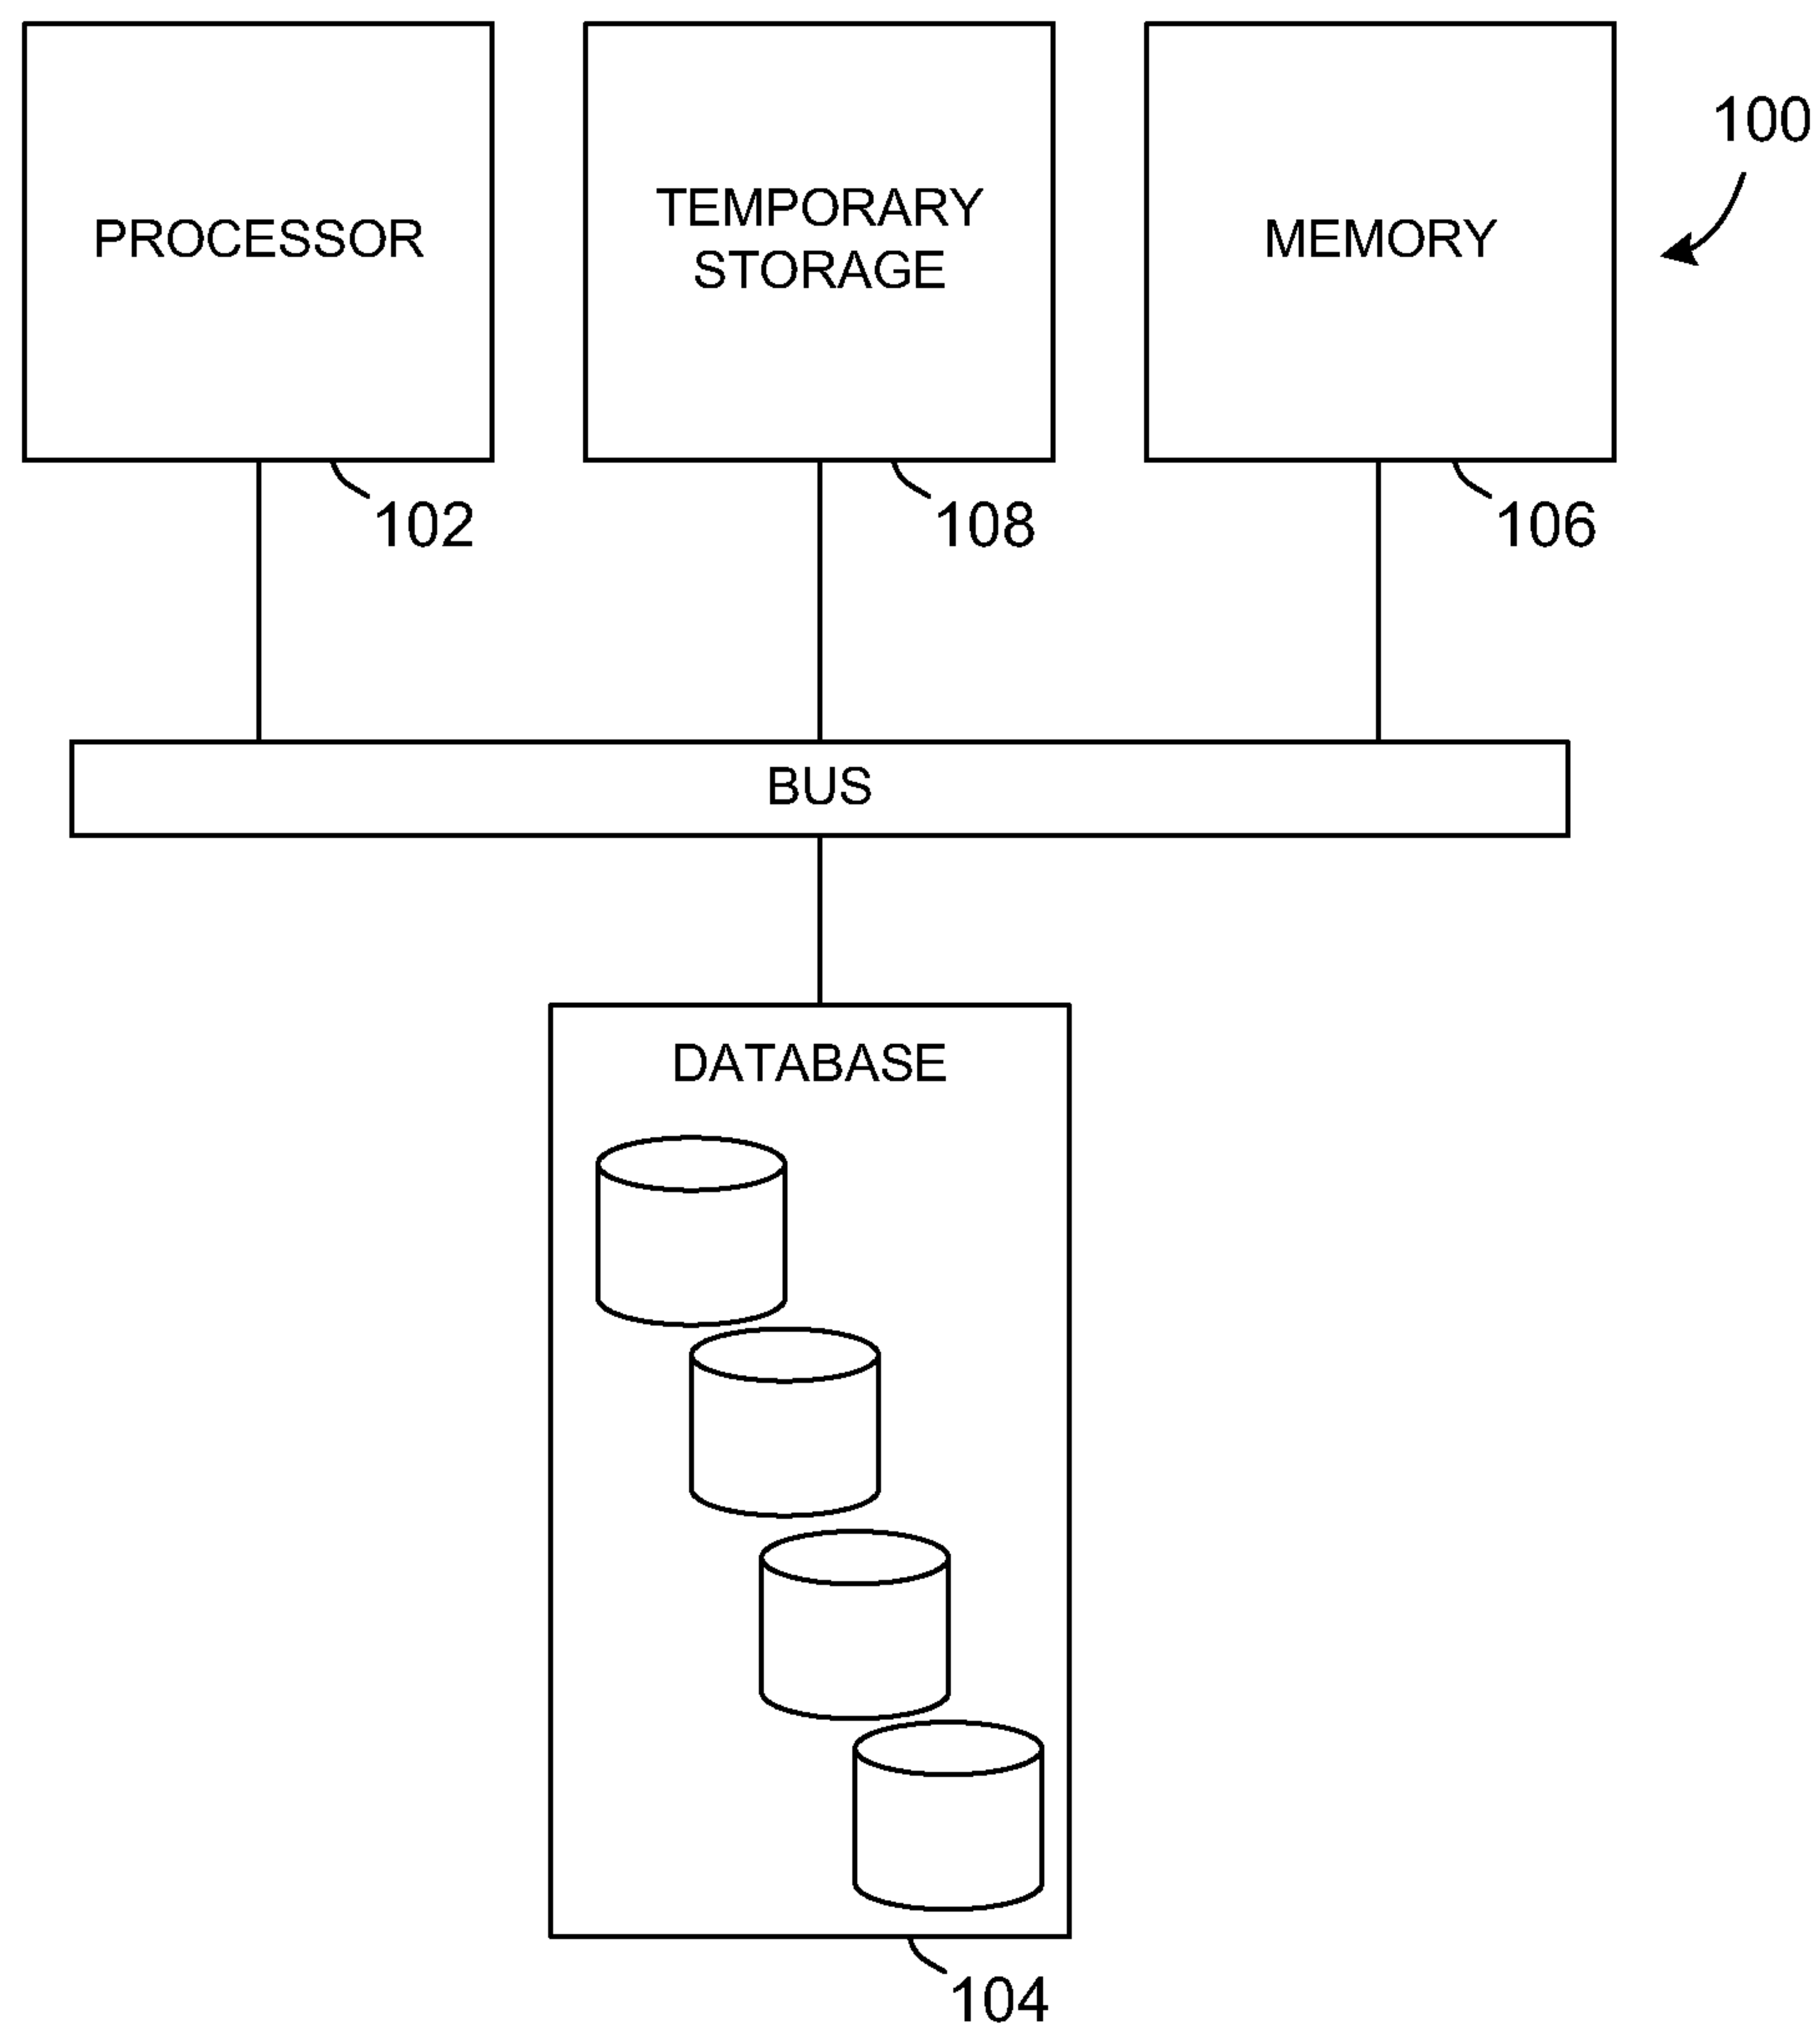 PROCESSOR
TEMPORARY
STORAGE
MEMORY
100
102
108
106
BUS
DATABASE
104